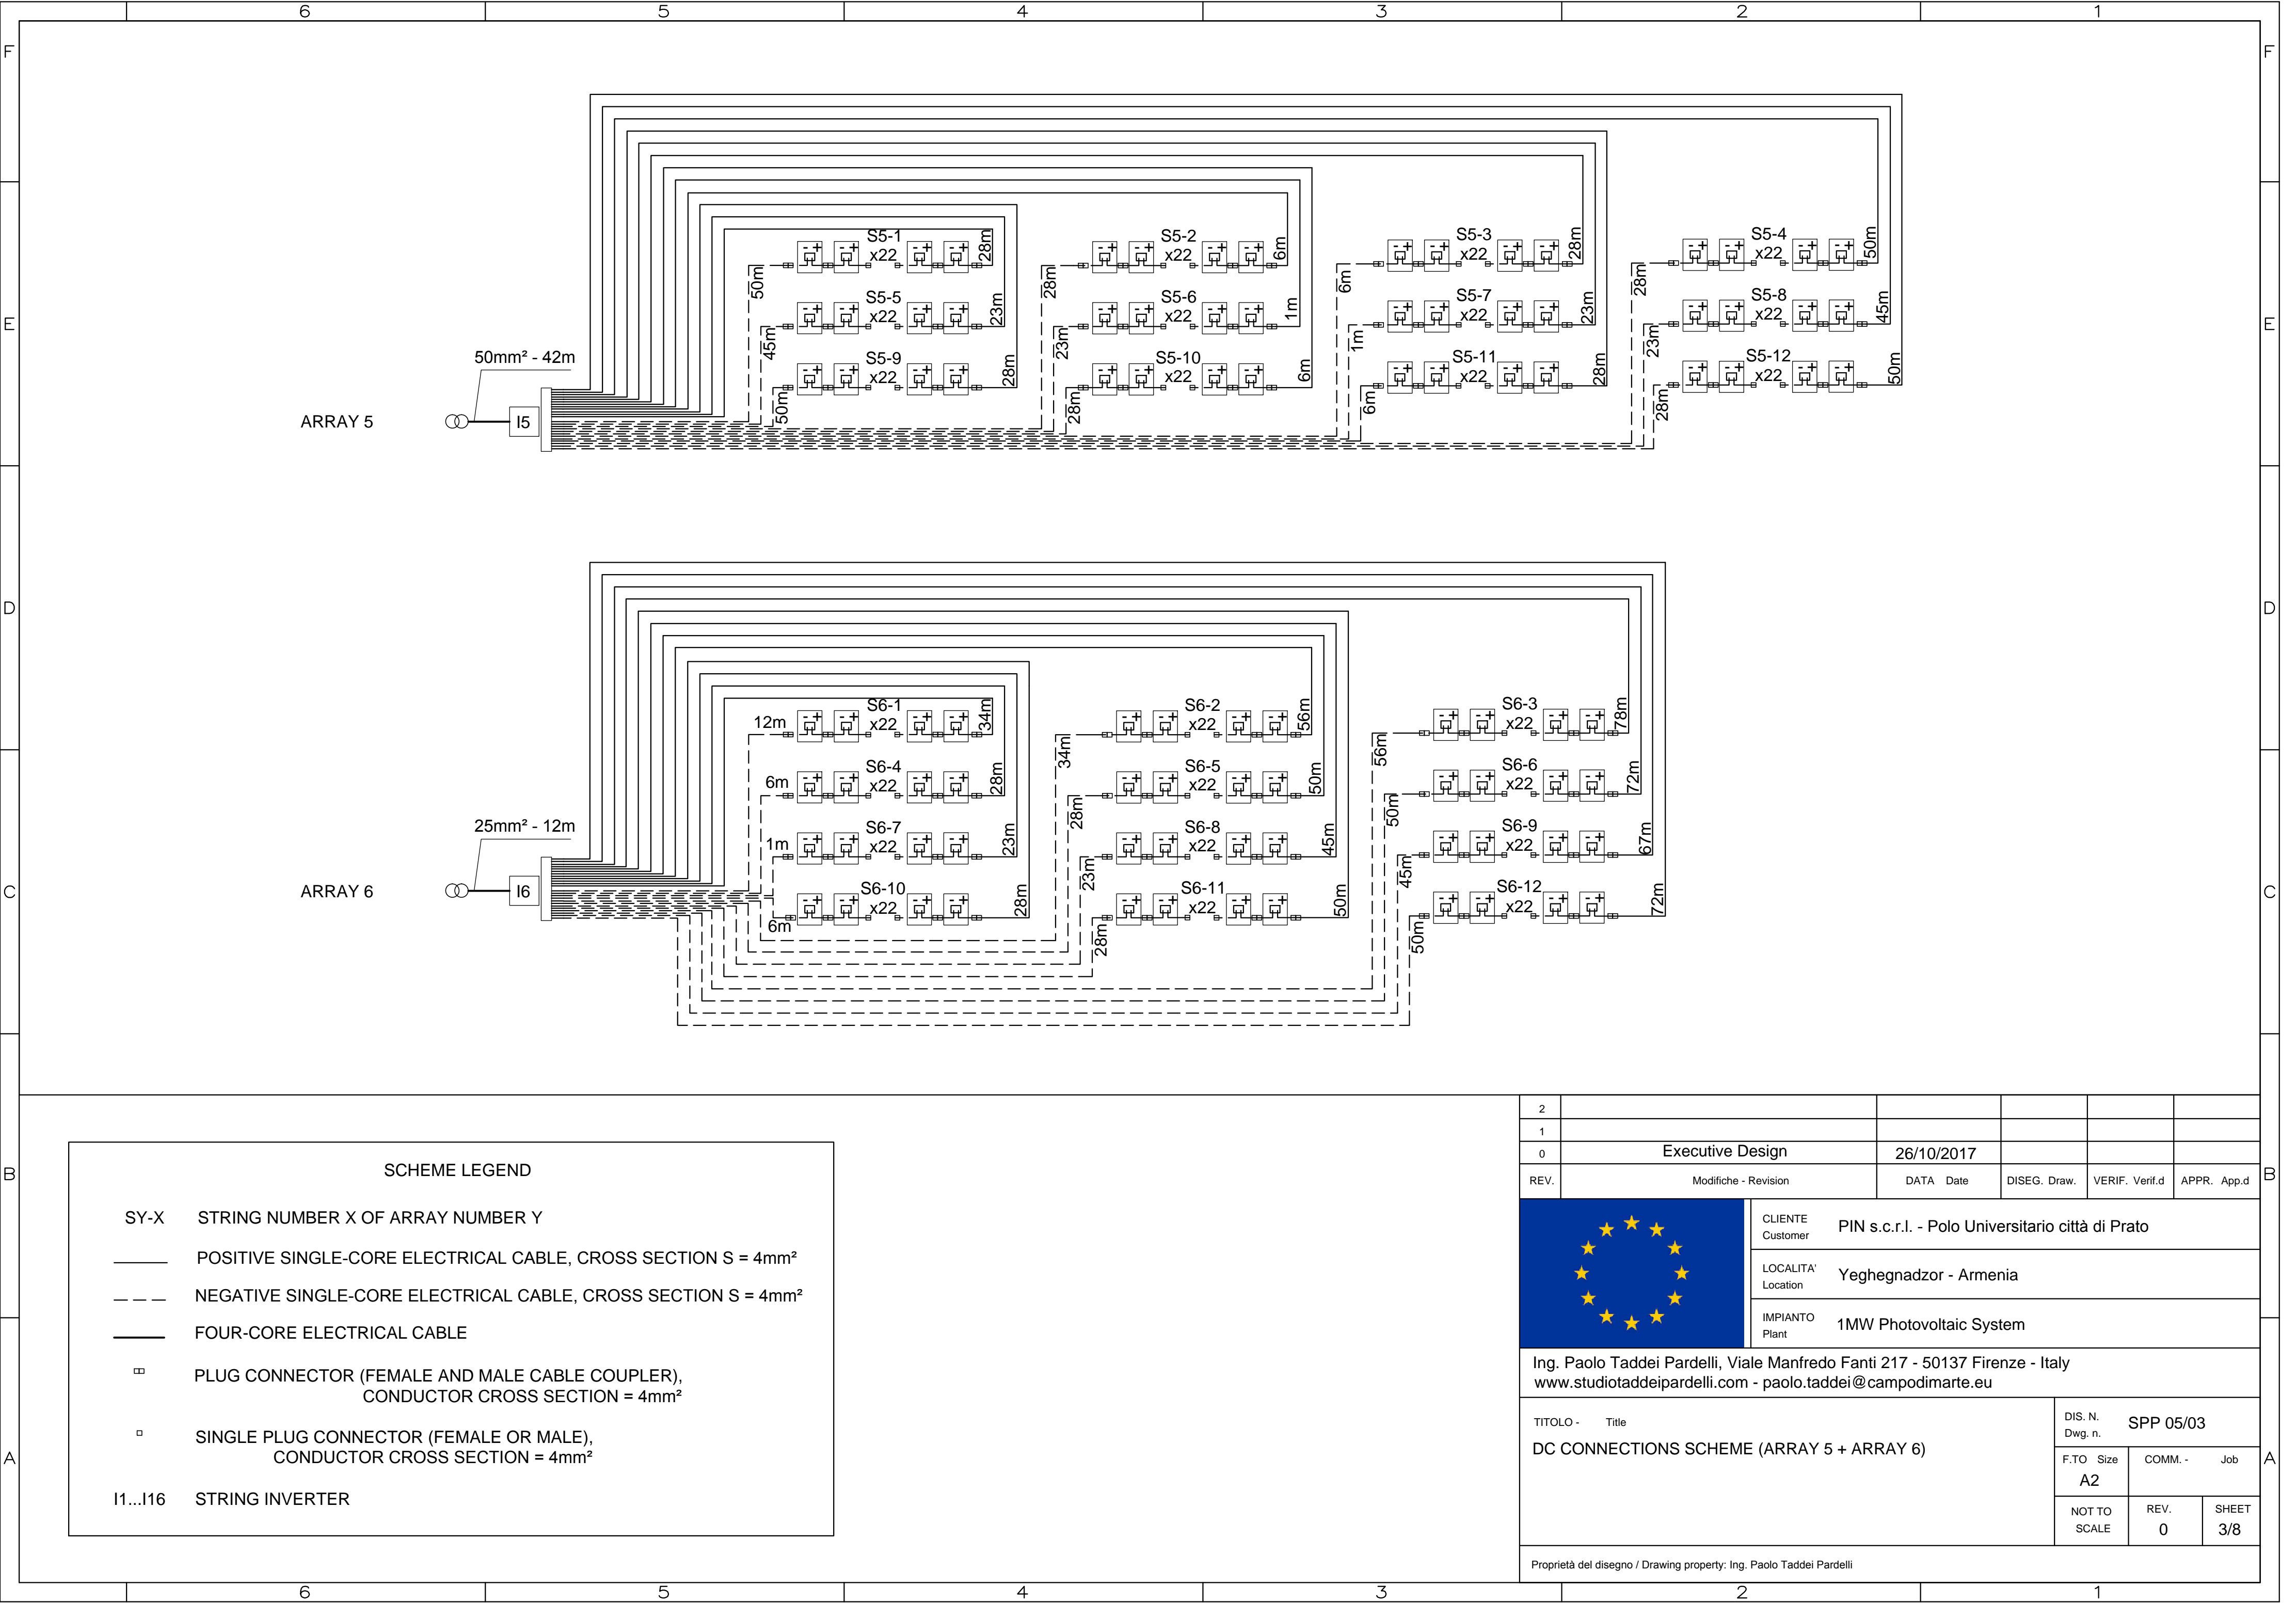 6 5 4 3 2 1
F F
E E
D D
C C
B B
A A
S5-1
x22
50m
28m
S5-2
x22
28m
6m
S5-3
x22
6m
28m
S5-4
x22
28m
50m
S5-5
x22
45m
23m
S5-6
x22
23m
1m
S5-7
x22
1m
23m
S5-8
x22
23m
45m
S5-9
x22
50m
28m
S5-10
x22
28m
6m
S5-11
x22
6m
28m
S5-12
x22
28m
50m
50mm² - 42m
ARRAY 5
I5
S6-1
x22
12m
34m
S6-2
x22
34m
56m
S6-3
x22
56m
78m
S6-4
x22
6m
28m
S6-5
x22
28m
50m
S6-6
x22
50m
72m
S6-7
x22
1m
23m
S6-8
x22
23m
45m
S6-9
x22
45m
67m
S6-10
x22
6m
28m
S6-11
x22
28m
50m
S6-12
x22
50m
72m
25mm² - 12m
ARRAY 6
I6
SCHEME LEGEND
SY-X STRING NUMBER X OF ARRAY NUMBER Y
POSITIVE SINGLE-CORE ELECTRICAL CABLE, CROSS SECTION S = 4mm²
NEGATIVE SINGLE-CORE ELECTRICAL CABLE, CROSS SECTION S = 4mm²
FOUR-CORE ELECTRICAL CABLE
PLUG CONNECTOR (FEMALE AND MALE CABLE COUPLER),
CONDUCTOR CROSS SECTION = 4mm²
SINGLE PLUG CONNECTOR (FEMALE OR MALE),
CONDUCTOR CROSS SECTION = 4mm²
I1...I16 STRING INVERTER
2
1
0 Executive Design 26/10/2017
REV. Modifiche - Revision DATA Date DISEG. Draw. VERIF. Verif.d APPR. App.d
CLIENTE
Customer
PIN s.c.r.l. - Polo Universitario città di Prato
LOCALITA'
Location
Yeghegnadzor - Armenia
IMPIANTO
Plant
1MW Photovoltaic System
Ing. Paolo Taddei Pardelli, Viale Manfredo Fanti 217 - 50137 Firenze - Italy
www.studiotaddeipardelli.com - paolo.taddei@campodimarte.eu
TITOLO - Title
DC CONNECTIONS SCHEME (ARRAY 5 + ARRAY 6)
DIS. N.
Dwg. n.
SPP 05/03
F.TO Size
A2
COMM. - Job
NOT TO
SCALE
REV.
0
SHEET
3/8
Proprietà del disegno / Drawing property: Ing. Paolo Taddei Pardelli
6 5 4 3 2 1